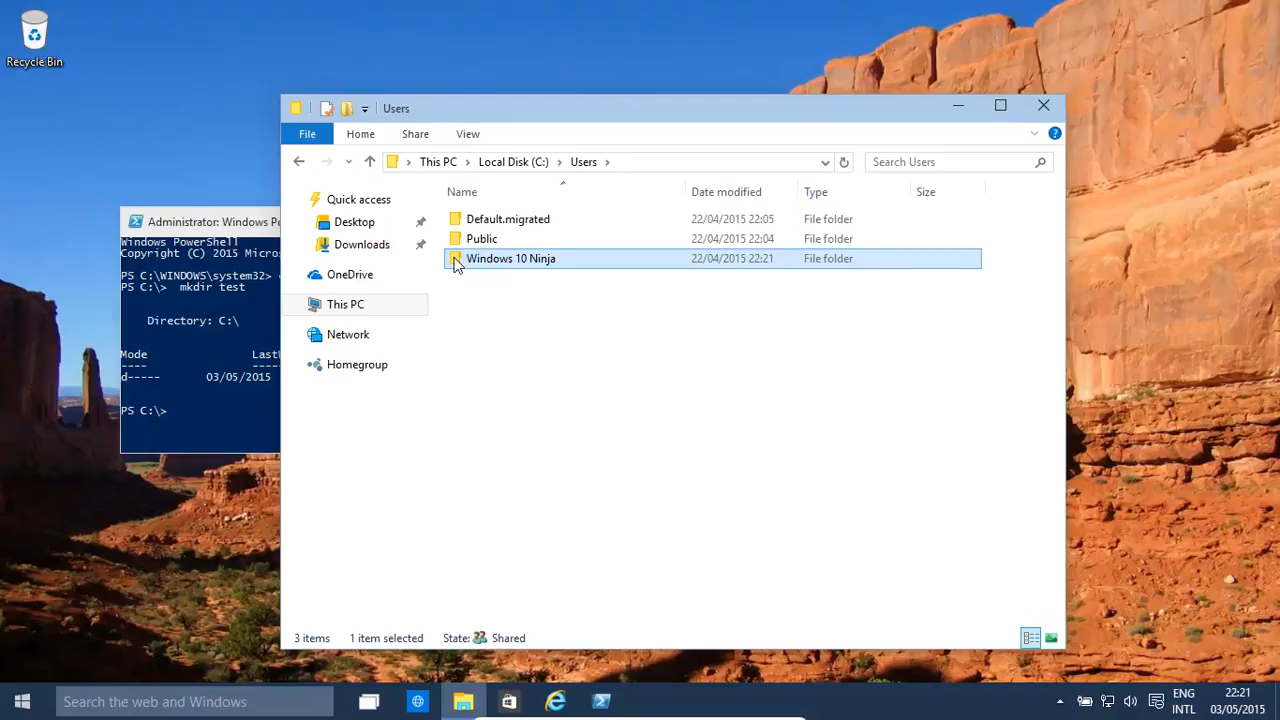 Recycle Bin
Users
File Home Share View
This PC Local Disk (C:) Users Search Users
Name Date modified Type Size
Quick access
Desktop
Downloads
OneDrive
This PC
Network
Homegroup
Default.migrated 22/04/2015 22:05 File folder
Public 22/04/2015 22:04 File folder
Windows 10 Ninja 22/04/2015 22:21 File folder
3 items 1 item selected State: Shared
Administrator: Windows
Windows PowerShell
Copyright (C) 2015
PS C:\WINDOWS\system32>
PS C:\> mkdir test
Directory: C:\
Mode
---- ----
d----- 03/05/2015
PS C:\>
Search the web and Windows
ENG
INTL
22:21
03/05/2015